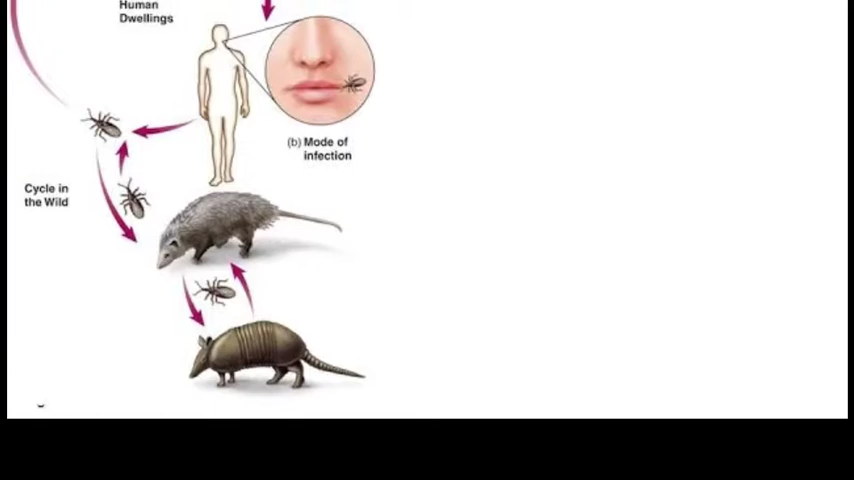 Human
Dwellings
(b) Mode of
infection
Cycle in
the Wild